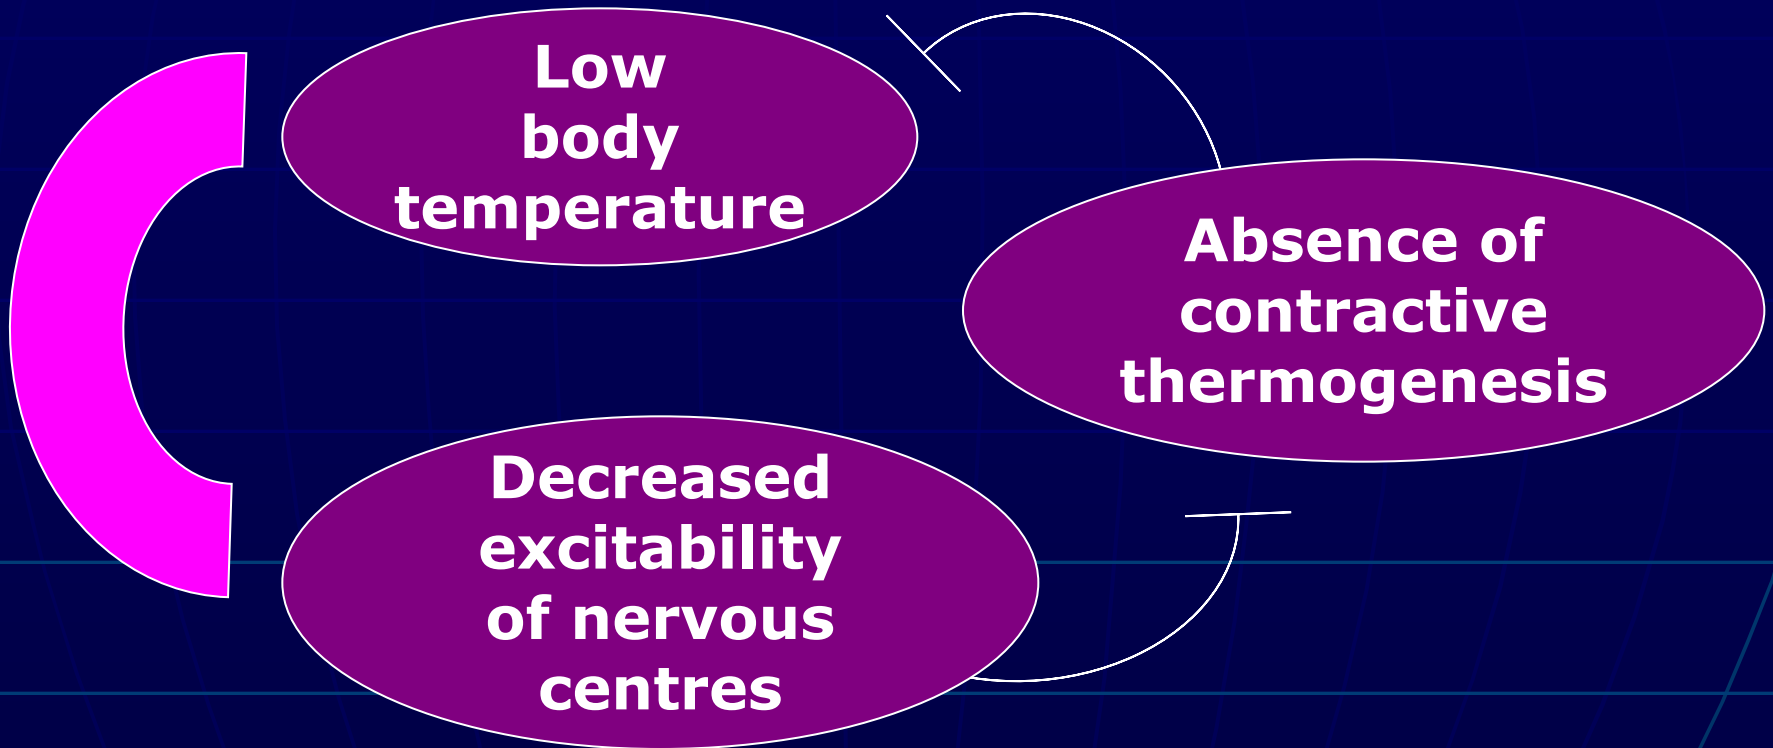 Low
body
temperature
Absence of
contractive
thermogenesis
Decreased
excitability
of nervous
centres